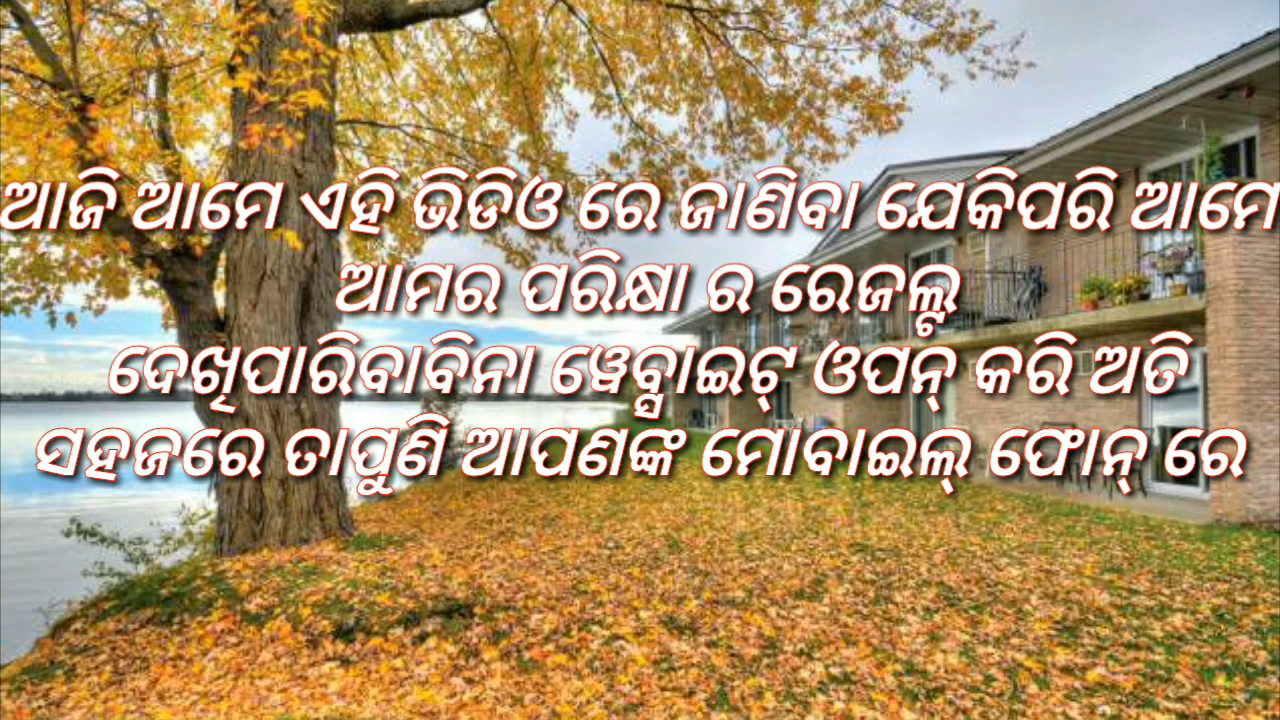 ଆଜି ଆମେ ଏହି ଭିଡିଓ ରେ ଜାଣିବା ଯେକିପରି ଆମେ
ଆମର ପରିକ୍ଷା ର ରେଜଲ୍ଟ
ଦେଖିପାରିବାବିନା ୱେବ୍ସାଇଟ୍ ଓପନ୍ କରି ଅତି
ସହଜରେ ତାପୁଣି ଆପଣଙ୍କ ମୋବାଇଲ୍ ଫୋନ୍ ରେ